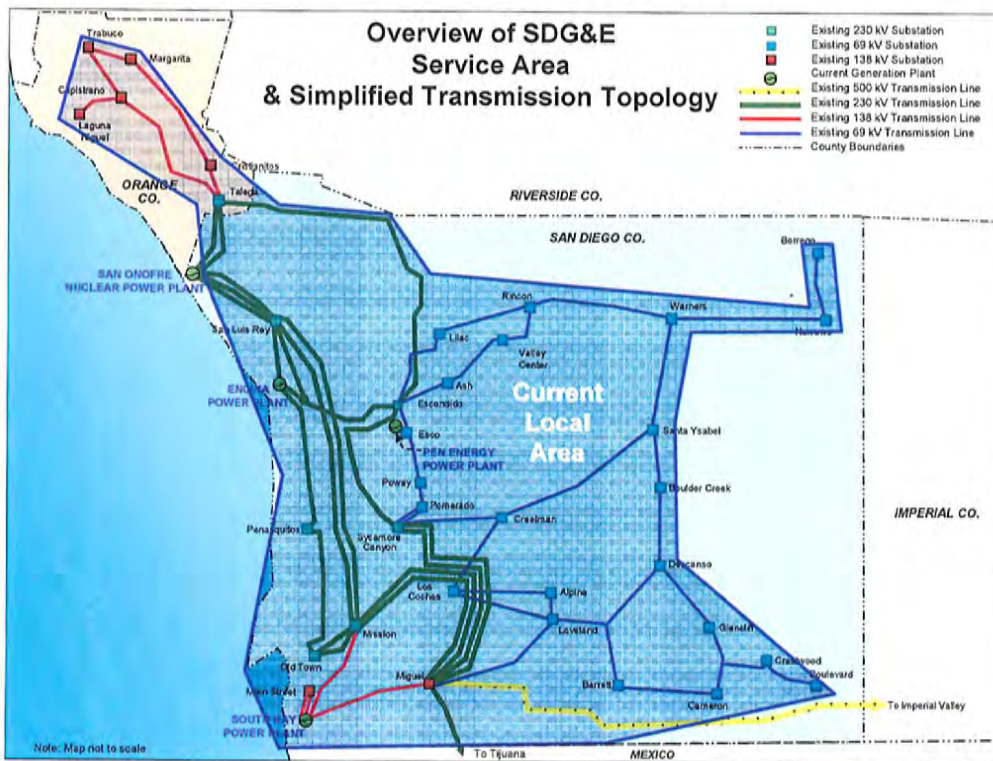 Overview of SDG&E
Service Area
& Simplified Transmission Topology
Existing 230 kV Substation
Existing 69 kV Substation
Existing 138 kV Substation
Current Generation Plant
Existing 500 kV Transmission Line
Existing 230 kV Transmission Line
Existing 138 kV Transmission Line
Existing 69 kV Transmission Line
County Boundaries
Trabuco
Margarita
Capistrano
Laguna
Niguel
Cristianitos
ORANGE
CO.
Talega
RIVERSIDE CO.
SAN DIEGO CO.
Borrego
SAN ONOFRE
NUCLEAR POWER PLANT
Rincon
Warners
Narrows
San Luis Rey
Lilac
Valley
Center
Ash
ENCINA
POWER PLANT
Escondido
Current
Local
Area
Esco
Santa Ysabel
PEN ENERGY
POWER PLANT
Poway
Boulder Creek
Pomerado
IMPERIAL CO.
Creelman
Penasquitos
Sycamore
Canyon
Descanso
Los
Coches
Alpine
Loveland
Glencliff
Mission
Old Town
Crestwood
Boulevard
Main Street
Miguel
Barrett
Cameron
SOUTH BAY
POWER PLANT
To Imperial Valley
Note: Map not to scale
To Tijuana
MEXICO